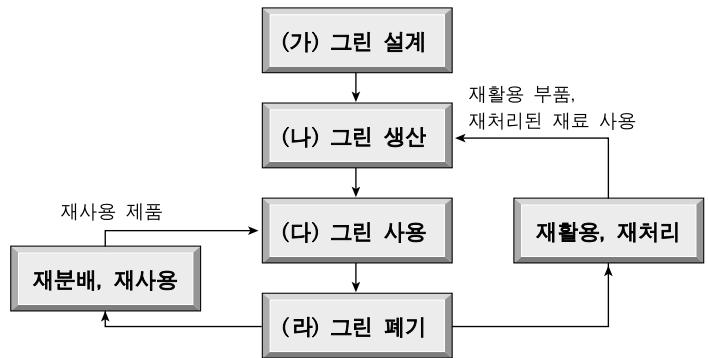 (가) 그린 설계
재활용 부품,
재처리된 재료 사용
(나) 그린 생산
재사용 제품
(다) 그린 사용
재활용, 재처리
재분배, 재사용
(라) 그린 폐기